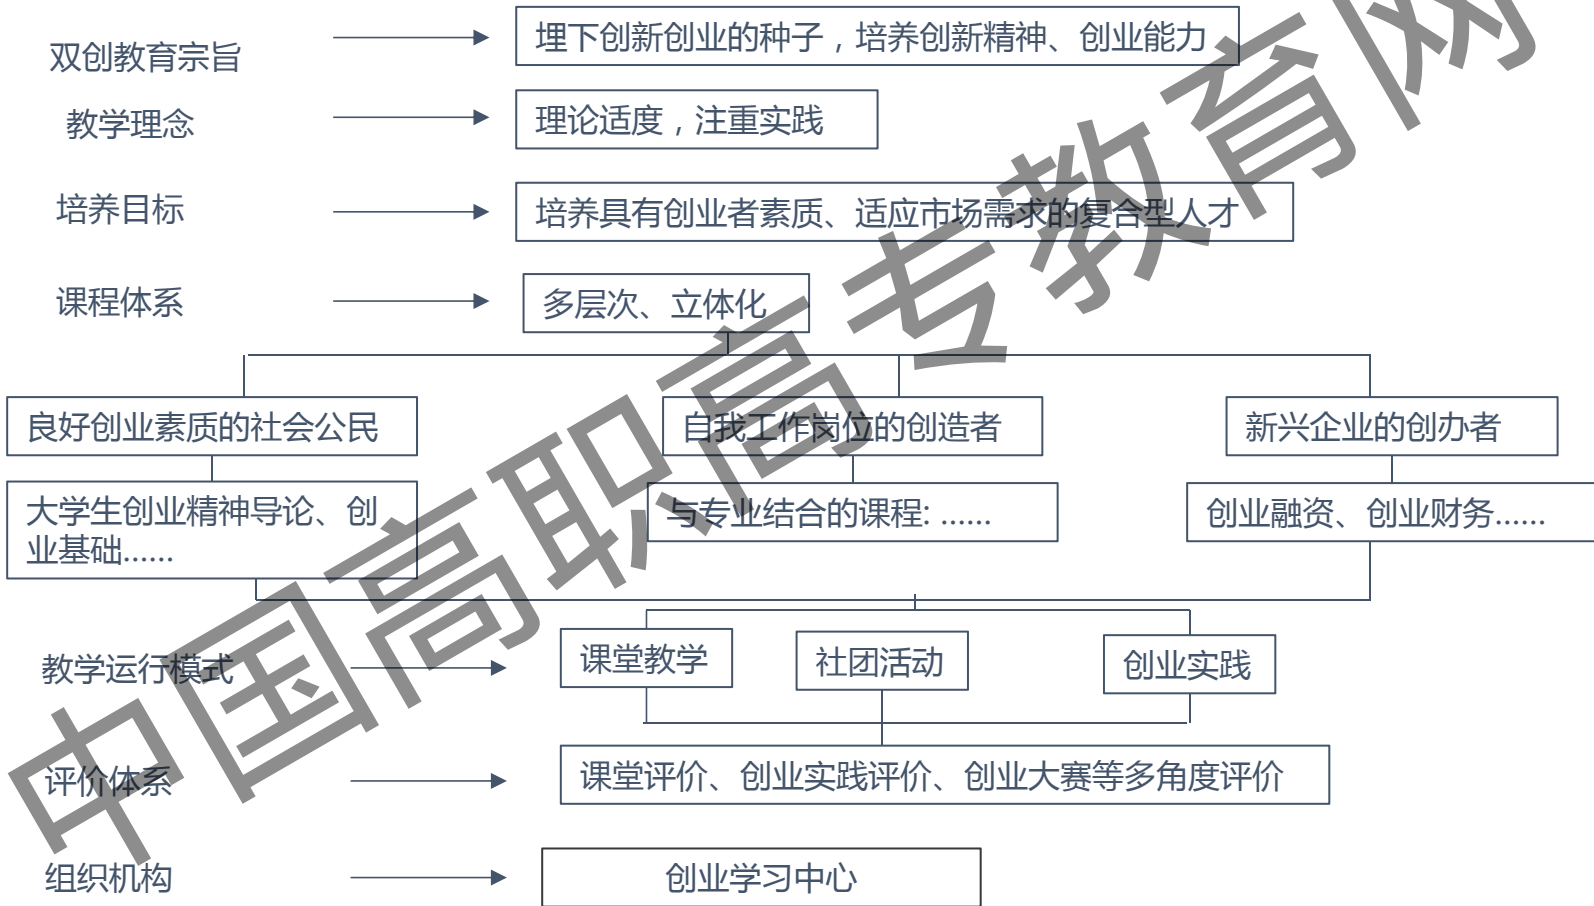 双创教育宗旨
埋下创新创业的种子，培养创新精神、创业能力
教学理念
理论适度，注重实践
培养目标
培养具有创业者素质、适应市场需求的复合型人才
课程体系
多层次、立体化
良好创业素质的社会公民
自我工作岗位的创造者
新兴企业的创办者
大学生创业精神导论、创
业基础......
与专业结合的课程: ......
创业融资、创业财务......
教学运行模式
课堂教学
社团活动
创业实践
评价体系
课堂评价、创业实践评价、创业大赛等多角度评价
组织机构
创业学习中心
中国高职高专教育网